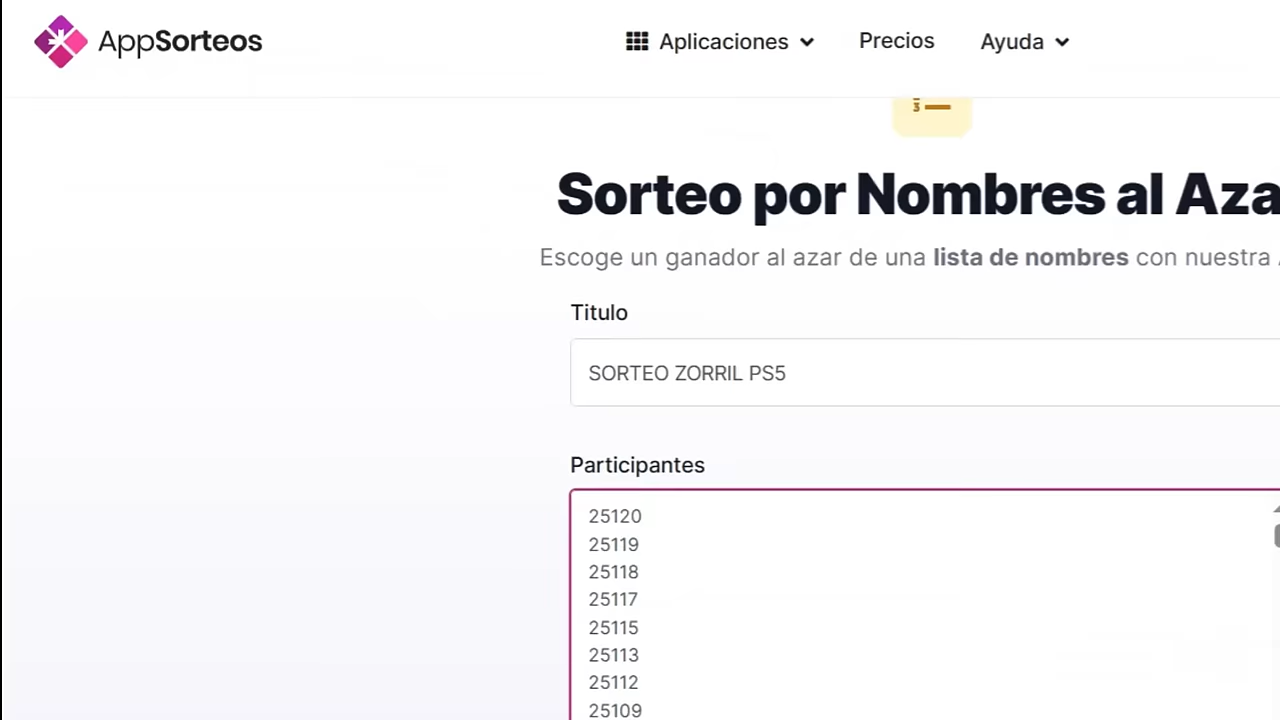 AppSorteos
Aplicaciones
Precios
Ayuda
3
Sorteo por Nombres al Aza
Escoge un ganador al azar de una lista de nombres con nuestra
Titulo
SORTEO ZORRIL PS5
Participantes
25120
25119
25118
25117
25115
25113
25112
25109